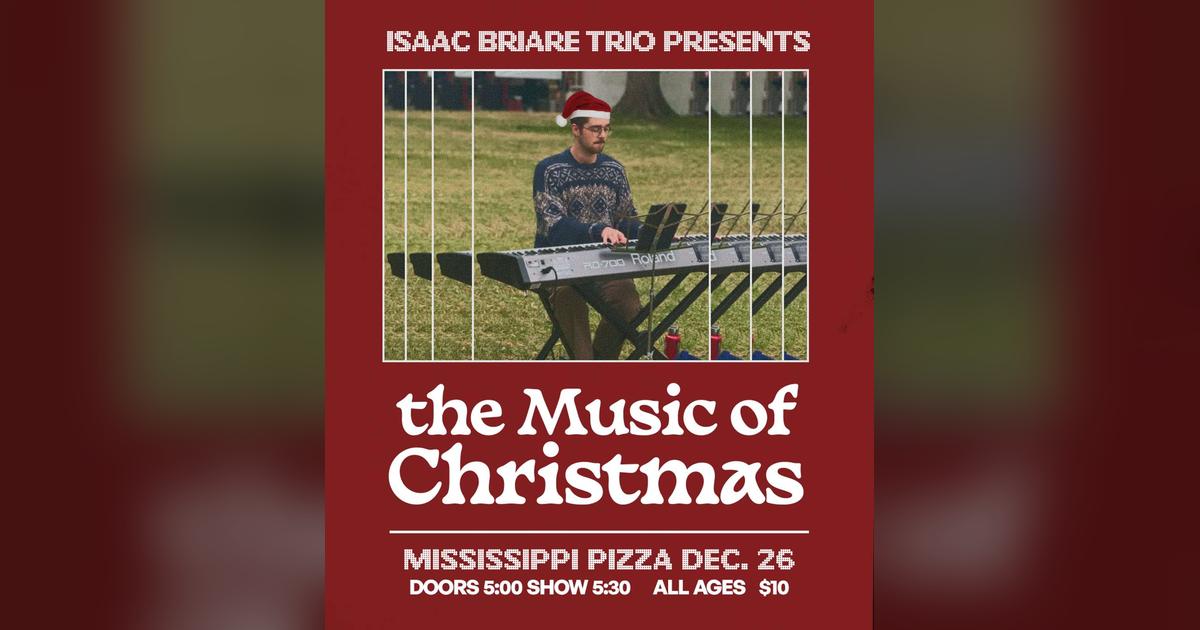 ISAAC BRIARE TRIO PRESENTS
RD-700 Roland
the Music of
Christmas
MISSISSIPPI PIZZA DEC. 26
DOORS 5:00 SHOW 5:30 ALL AGES $10